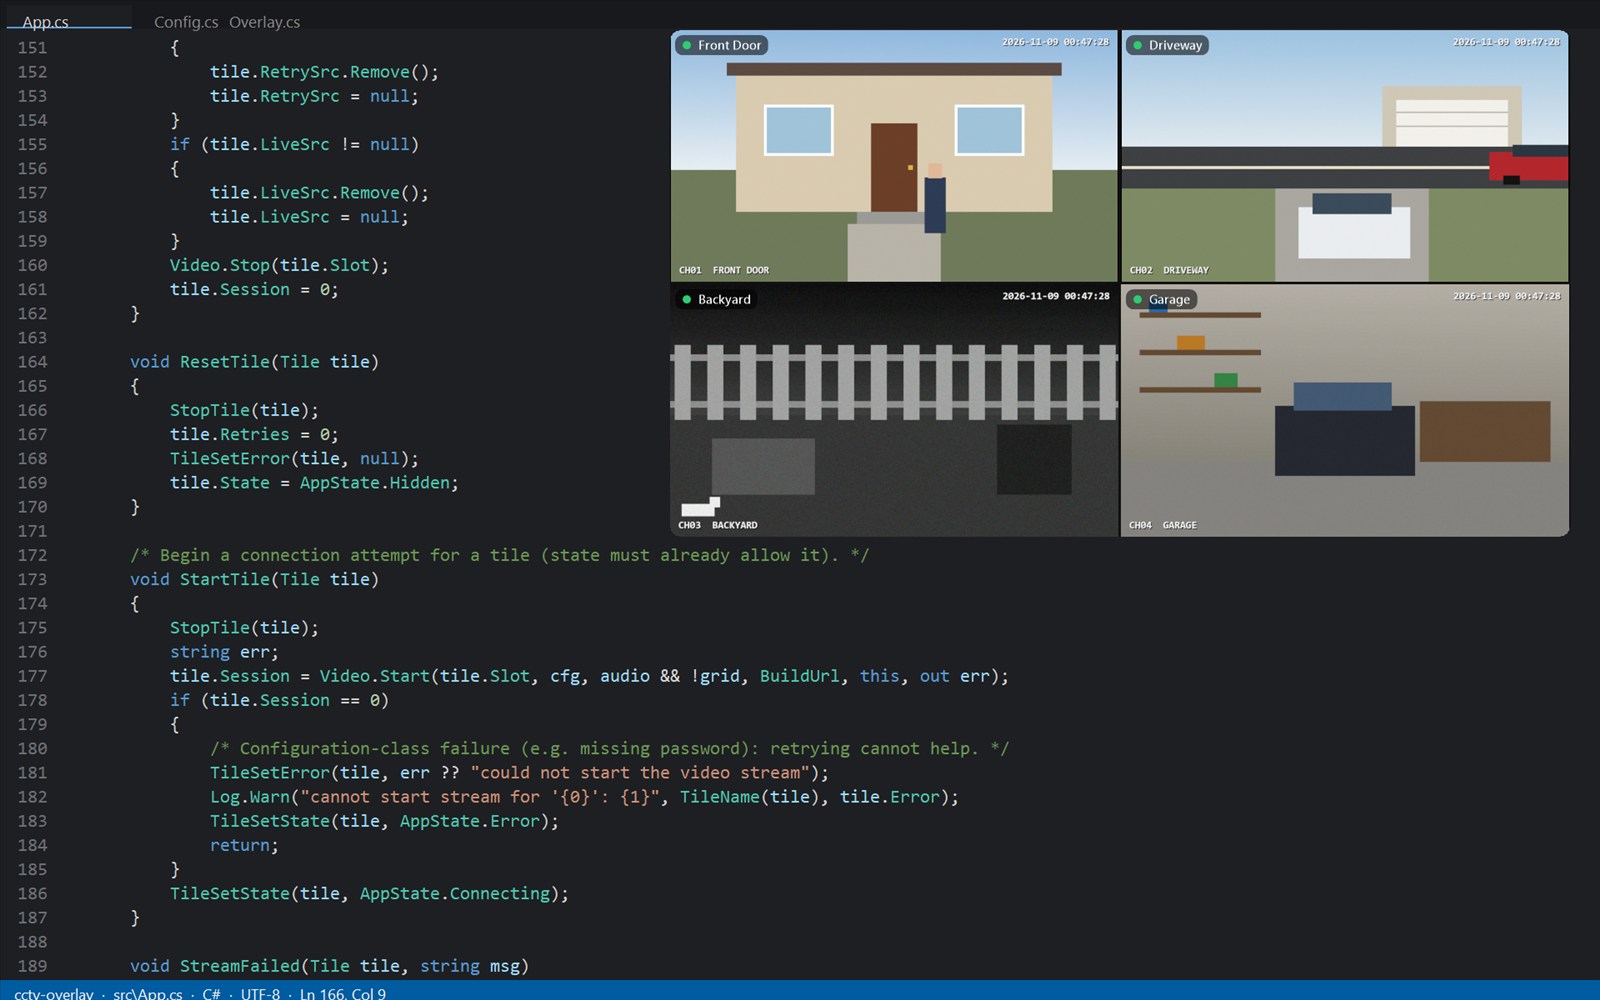 App.cs Config.cs Overlay.cs
151 {
152 tile.RetrySrc.Remove();
153 tile.RetrySrc = null;
154 }
155 if (tile.LiveSrc != null)
156 {
157 tile.LiveSrc.Remove();
158 tile.LiveSrc = null;
159 }
160 Video.Stop(tile.Slot);
161 tile.Session = 0;
162 }
163
164 void ResetTile(Tile tile)
165 {
166 StopTile(tile);
167 tile.Retries = 0;
168 TileSetError(tile, null);
169 tile.State = AppState.Hidden;
170 }
171
172 /* Begin a connection attempt for a tile (state must already allow it). */
173 void StartTile(Tile tile)
174 {
175 StopTile(tile);
176 string err;
177 tile.Session = Video.Start(tile.Slot, cfg, audio && !grid, BuildUrl, this, out err);
178 if (tile.Session == 0)
179 {
180 /* Configuration-class failure (e.g. missing password): retrying cannot help. */
181 TileSetError(tile, err ?? "could not start the video stream");
182 Log.Warn("cannot start stream for '{0}': {1}", TileName(tile), tile.Error);
183 TileSetState(tile, AppState.Error);
184 return;
185 }
186 TileSetState(tile, AppState.Connecting);
187 }
188
189 void StreamFailed(Tile tile, string msg)
Front Door 2026-11-09 00:47:28
CH01 FRONT DOOR
Driveway 2026-11-09 00:47:28
CH02 DRIVEWAY
Backyard 2026-11-09 00:47:28
CH03 BACKYARD
Garage 2026-11-09 00:47:28
CH04 GARAGE
cctv-overlay · src\App.cs · C# · UTF-8 · Ln 166, Col 9